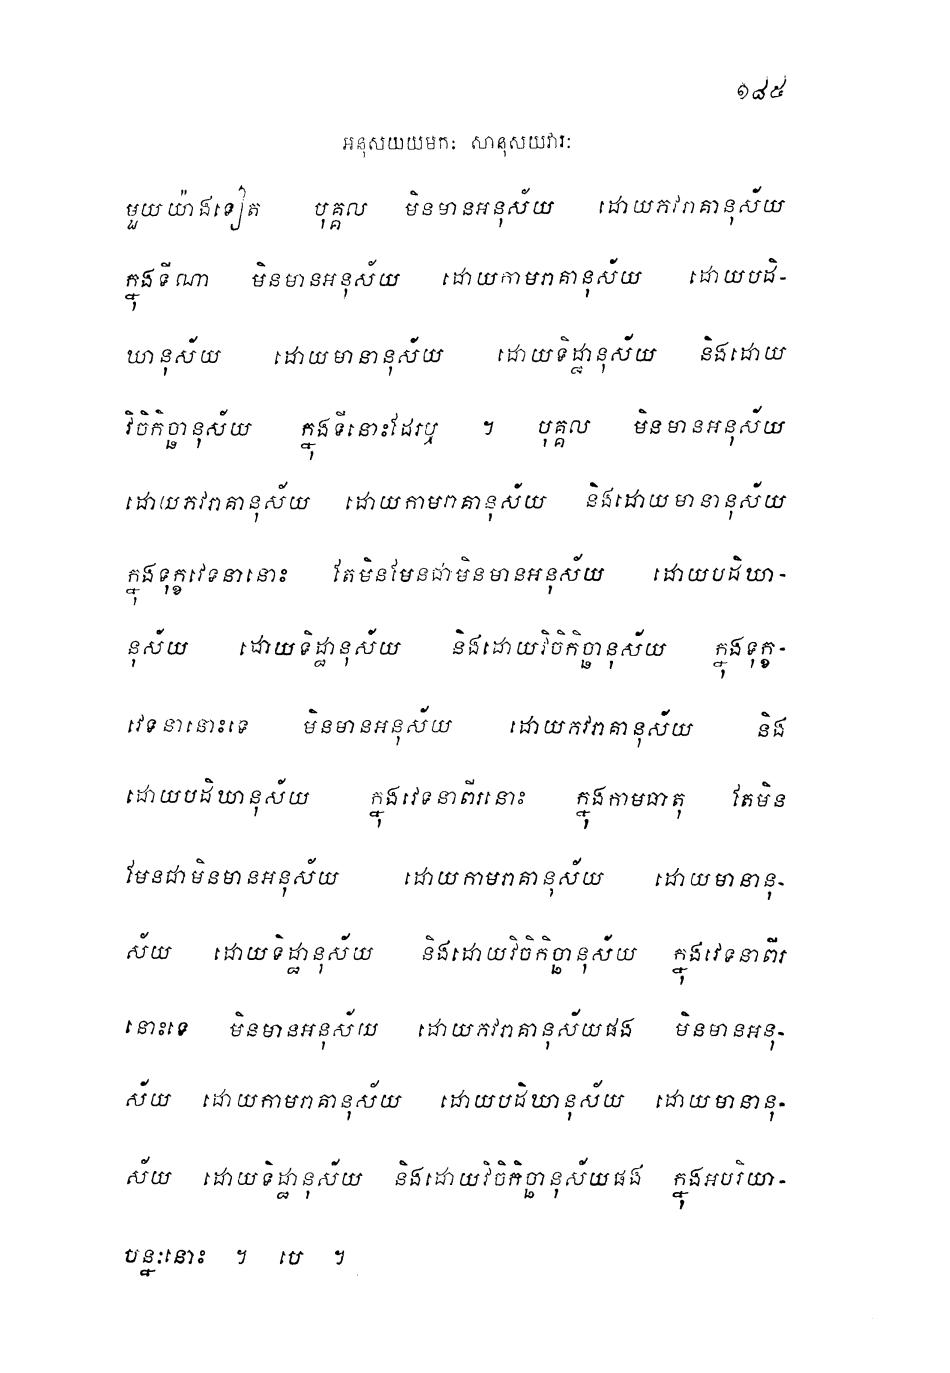 ១៨៥
អនុសយយមកៈ សានុសយវារៈ
មួយយ៉ាងទៀត បុគ្គល មិនមានអនុស័យ ដោយភវរាគានុស័យ
ក្នុងទីណា មិនមានអនុស័យ ដោយកាមរាគានុស័យ ដោយបដិ-
ឃានុស័យ ដោយមានានុស័យ ដោយទិដ្ឋានុស័យ និងដោយ
វិចិកិច្ឆានុស័យ ក្នុងទីនោះដែរឬ ។ បុគ្គល មិនមានអនុស័យ
ដោយភវរាគានុស័យ ដោយកាមរាគានុស័យ និងដោយមានានុស័យ
ក្នុងទុក្ខវេទនានោះ តែមិនមែនជាមិនមានអនុស័យ ដោយបដិឃា-
នុស័យ ដោយទិដ្ឋានុស័យ និងដោយវិចិកិច្ឆានុស័យ ក្នុងទុក្ខ-
វេទនានោះទេ មិនមានអនុស័យ ដោយភវរាគានុស័យ និង
ដោយបដិឃានុស័យ ក្នុងវេទនាពីរនោះ ក្នុងកាមធាតុ តែមិន
មែនជាមិនមានអនុស័យ ដោយកាមរាគានុស័យ ដោយមានានុ-
ស័យ ដោយទិដ្ឋានុស័យ និងដោយវិចិកិច្ឆានុស័យ ក្នុងវេទនាពីរ
នោះទេ មិនមានអនុស័យ ដោយភវរាគានុស័យផង មិនមានអនុ-
ស័យ ដោយកាមរាគានុស័យ ដោយបដិឃានុស័យ ដោយមានានុ-
ស័យ ដោយទិដ្ឋានុស័យ និងដោយវិចិកិច្ឆានុស័យផង ក្នុងអបរិយា-
បន្នៈនោះ ។ បេ ។